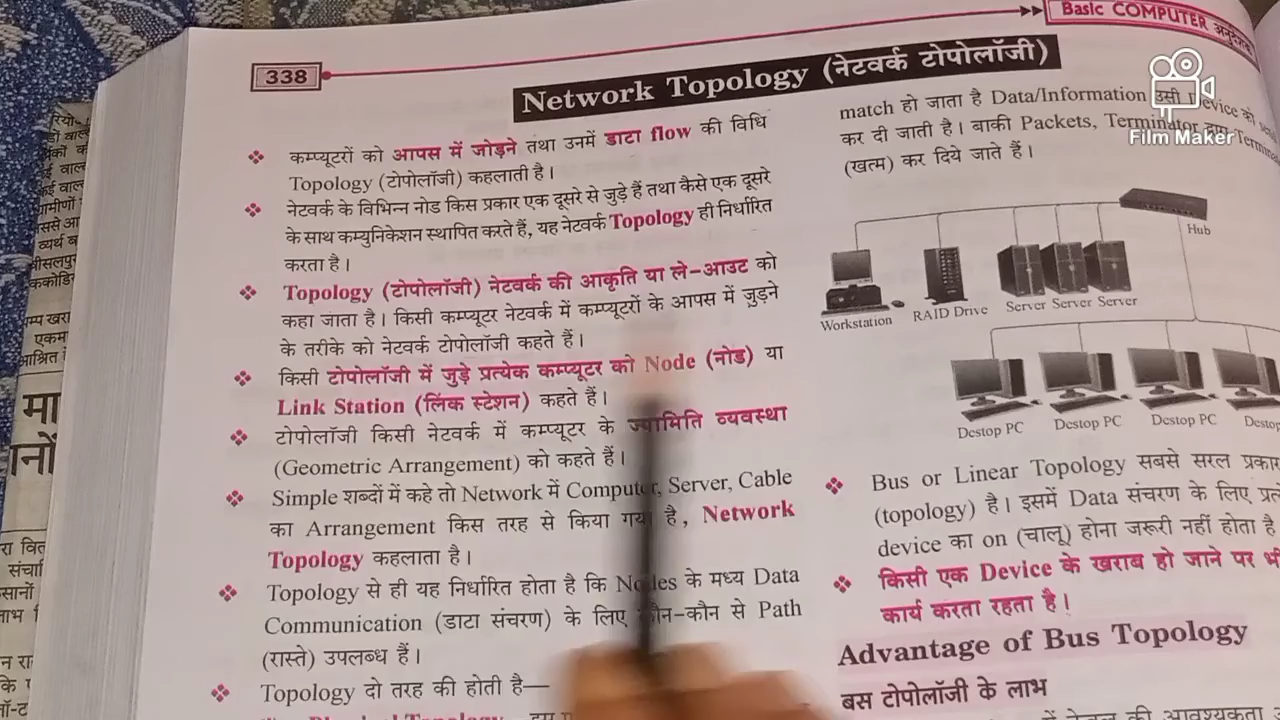 338
Basic COMPUTER
Network Topology (नेटवर्क टोपोलॉजी)
कम्प्यूटरों को आपस में जोड़ने तथा उनमें डाटा flow की विधि
Topology (टोपोलॉजी) कहलाती है।
नेटवर्क के विभिन्न नोड किस प्रकार एक दूसरे से जुड़े हैं तथा कैसे एक दूसरे
के साथ कम्युनिकेशन स्थापित करते हैं, यह नेटवर्क Topology ही निर्धारित
करता है।
Topology (टोपोलॉजी) नेटवर्क की आकृति या ले-आउट को
कहा जाता है। किसी कम्प्यूटर नेटवर्क में कम्प्यूटरों के आपस में जुड़ने
के तरीके को नेटवर्क टोपोलॉजी कहते हैं।
किसी टोपोलॉजी में जुड़े प्रत्येक कम्प्यूटर को Node (नोड) या
Link Station (लिंक स्टेशन) कहते हैं।
टोपोलॉजी किसी नेटवर्क में कम्प्यूटर के ज्यामिति व्यवस्था
(Geometric Arrangement) को कहते हैं।
Simple शब्दों में कहे तो Network में Computer, Server, Cable
का Arrangement किस तरह से किया गया है, Network
Topology कहलाता है।
Topology से ही यह निर्धारित होता है कि Nodes के मध्य Data
Communication (डाटा संचरण) के लिए कौन-कौन से Path
(रास्ते) उपलब्ध हैं।
Topology दो तरह की होती है—
match हो जाता है Data/Information उसी Device को
कर दी जाती है। बाकी Packets, Terminator
(खत्म) कर दिये जाते हैं।
Hub
Workstation RAID Drive Server Server Server
Destop PC Destop PC Destop PC Destop
Bus or Linear Topology सबसे सरल प्रकार
(topology) है। इसमें Data संचरण के लिए
device का on (चालू) होना जरूरी नहीं होता है
किसी एक Device के खराब हो जाने पर भी
कार्य करता रहता है।
Advantage of Bus Topology
बस टोपोलॉजी के लाभ
की आवश्यकता
Film Maker